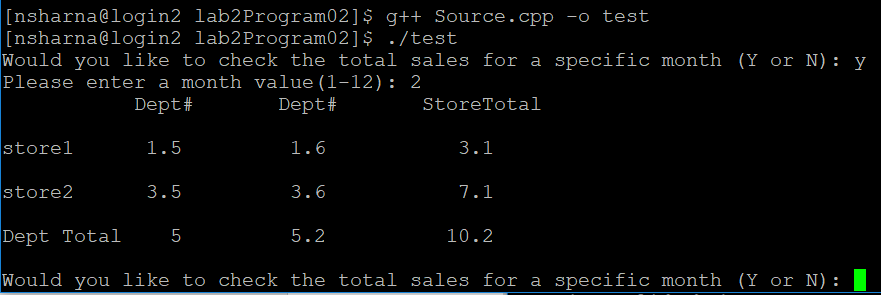 [nsharna@login2 lab2Program02]$ g++ Source.cpp -o test
[nsharna@login2 lab2Program02]$ ./test
Would you like to check the total sales for a specific month (Y or N): y
Please enter a month value(1-12): 2
Dept# Dept# StoreTotal
store1 1.5 1.6 3.1
store2 3.5 3.6 7.1
Dept Total 5 5.2 10.2
Would you like to check the total sales for a specific month (Y or N):